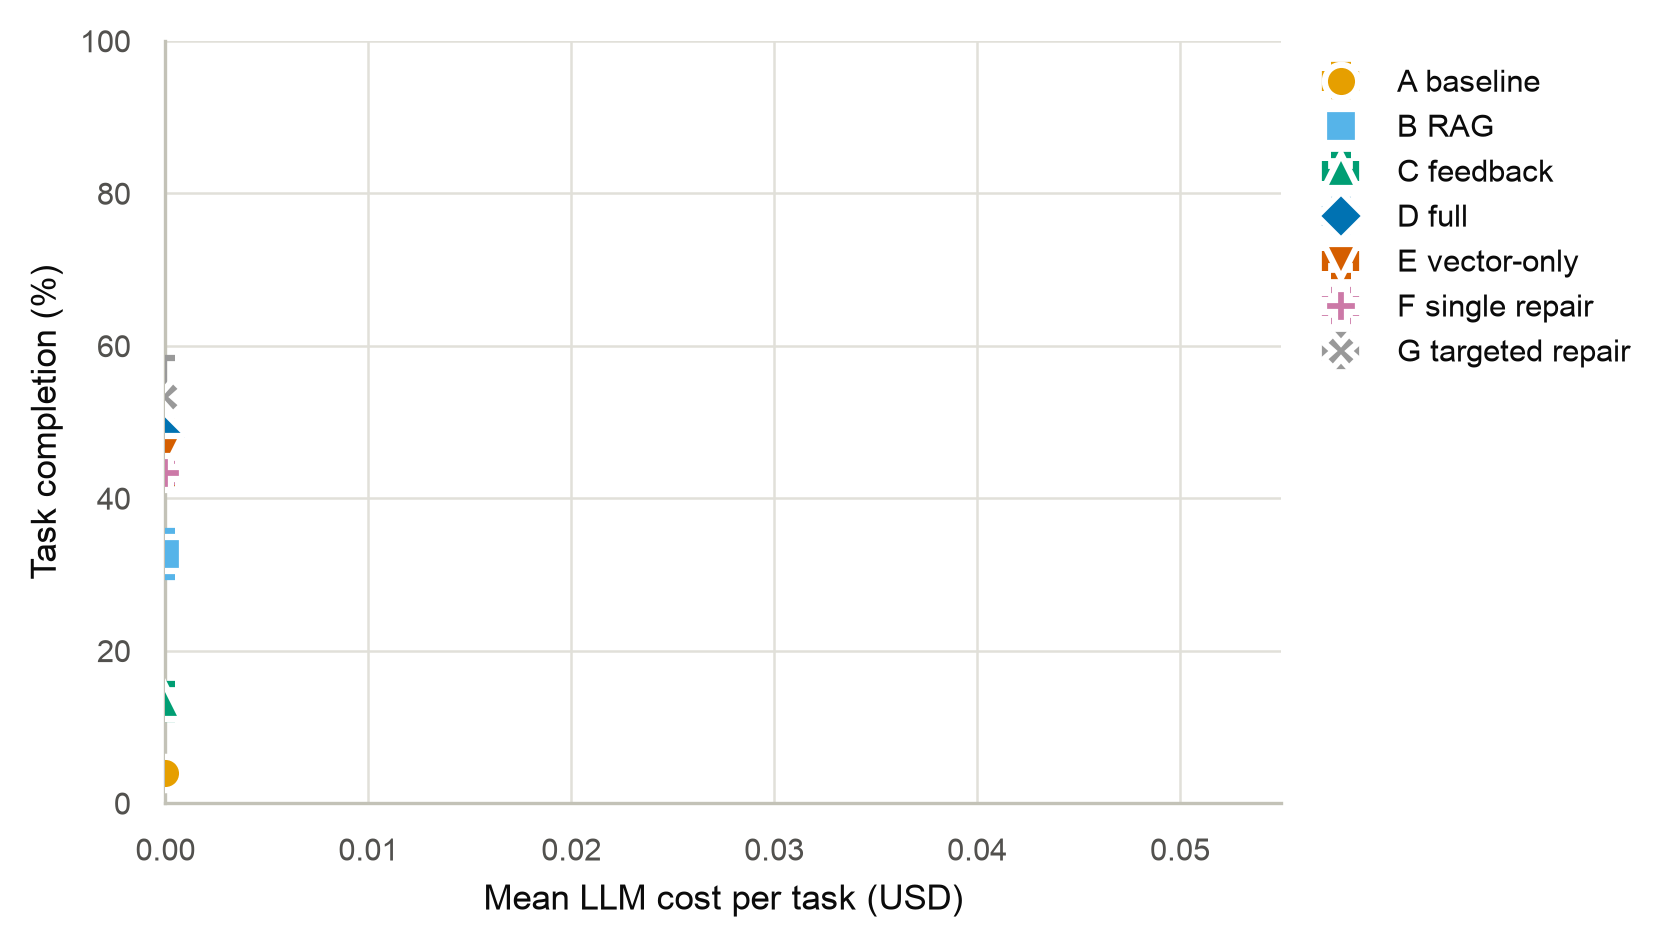 100
80
60
40
20
0
0.00 0.01 0.02 0.03 0.04 0.05
Task completion (%)
Mean LLM cost per task (USD)
A baseline
B RAG
C feedback
D full
E vector-only
F single repair
G targeted repair